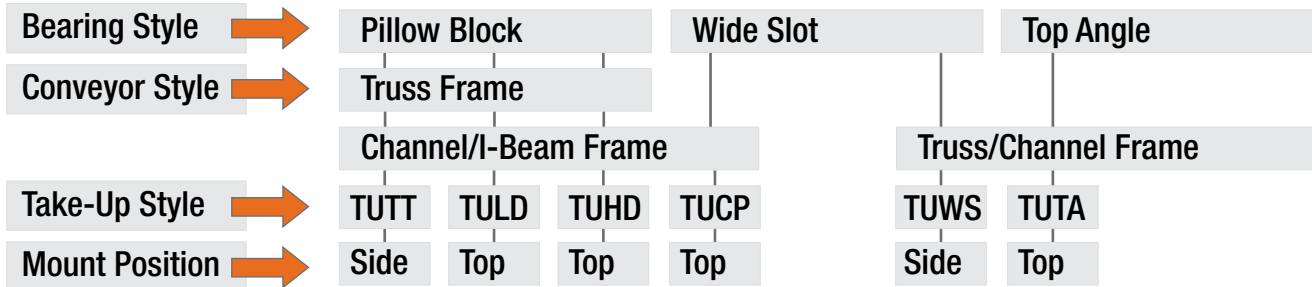 Bearing Style Pillow Block Wide Slot Top Angle
Conveyor Style Truss Frame
Channel/I-Beam Frame Truss/Channel Frame
Take-Up Style TUTT TULD TUHD TUCP TUWS TUTA
Mount Position Side Top Top Top Side Top